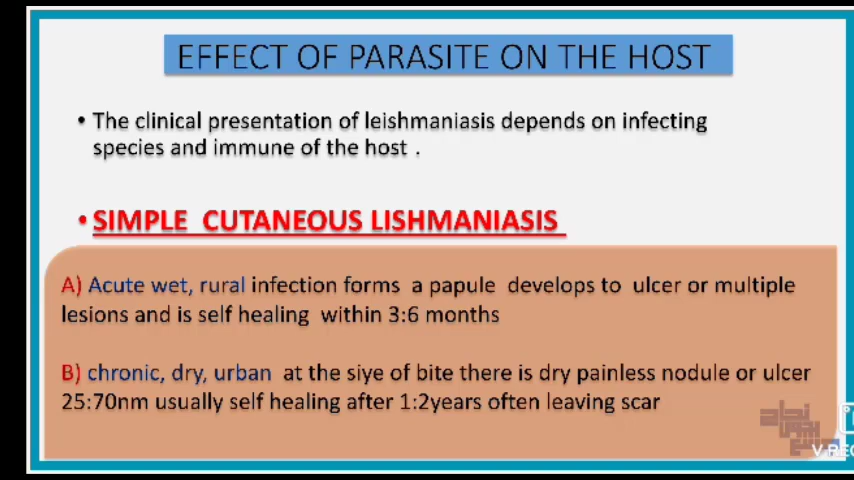 EFFECT OF PARASITE ON THE HOST
• The clinical presentation of leishmaniasis depends on infecting
species and immune of the host .
• SIMPLE CUTANEOUS LISHMANIASIS
A) Acute wet, rural infection forms a papule develops to ulcer or multiple
lesions and is self healing within 3:6 months
B) chronic, dry, urban at the siye of bite there is dry painless nodule or ulcer
25:70nm usually self healing after 1:2years often leaving scar
V REC